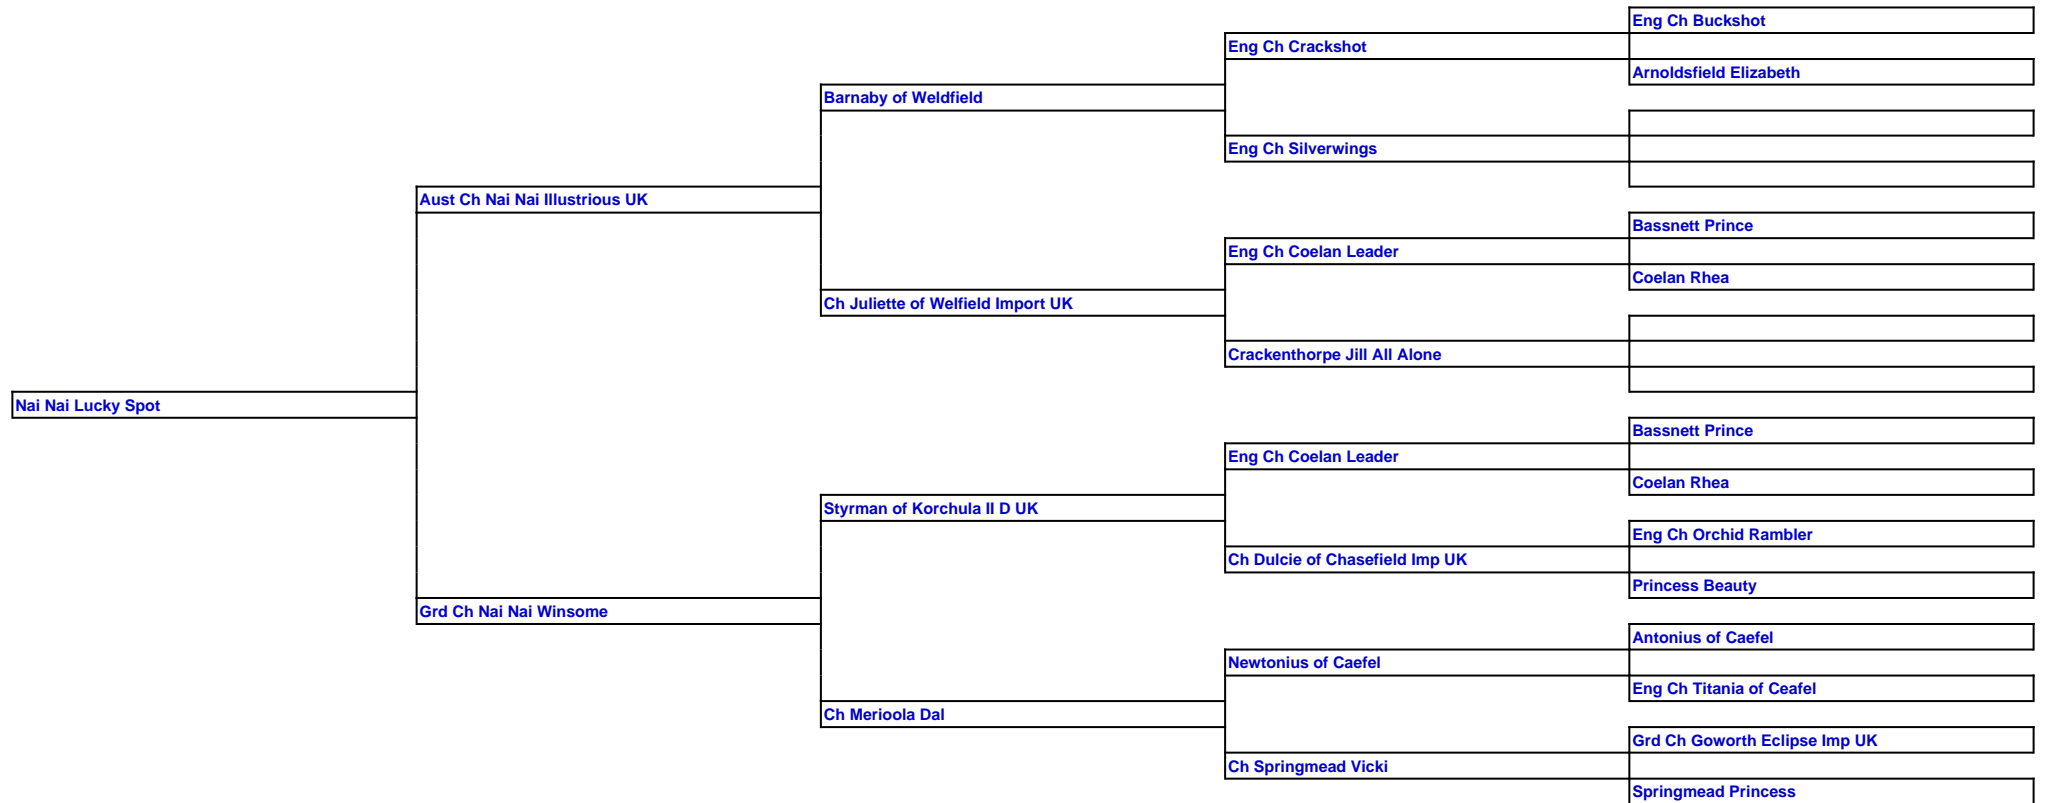 Eng Ch Buckshot
Eng Ch Crackshot
Arnoldsfield Elizabeth
Barnaby of Weldfield
Eng Ch Silverwings
Aust Ch Nai Nai Illustrious UK
Bassnett Prince
Eng Ch Coelan Leader
Coelan Rhea
Ch Juliette of Welfield Import UK
Crackenthorpe Jill All Alone
Nai Nai Lucky Spot
Bassnett Prince
Eng Ch Coelan Leader
Coelan Rhea
Styrman of Korchula II D UK
Eng Ch Orchid Rambler
Ch Dulcie of Chasefield Imp UK
Princess Beauty
Grd Ch Nai Nai Winsome
Antonius of Caefel
Newtonius of Caefel
Eng Ch Titania of Ceafel
Ch Merioola Dal
Grd Ch Goworth Eclipse Imp UK
Ch Springmead Vicki
Springmead Princess